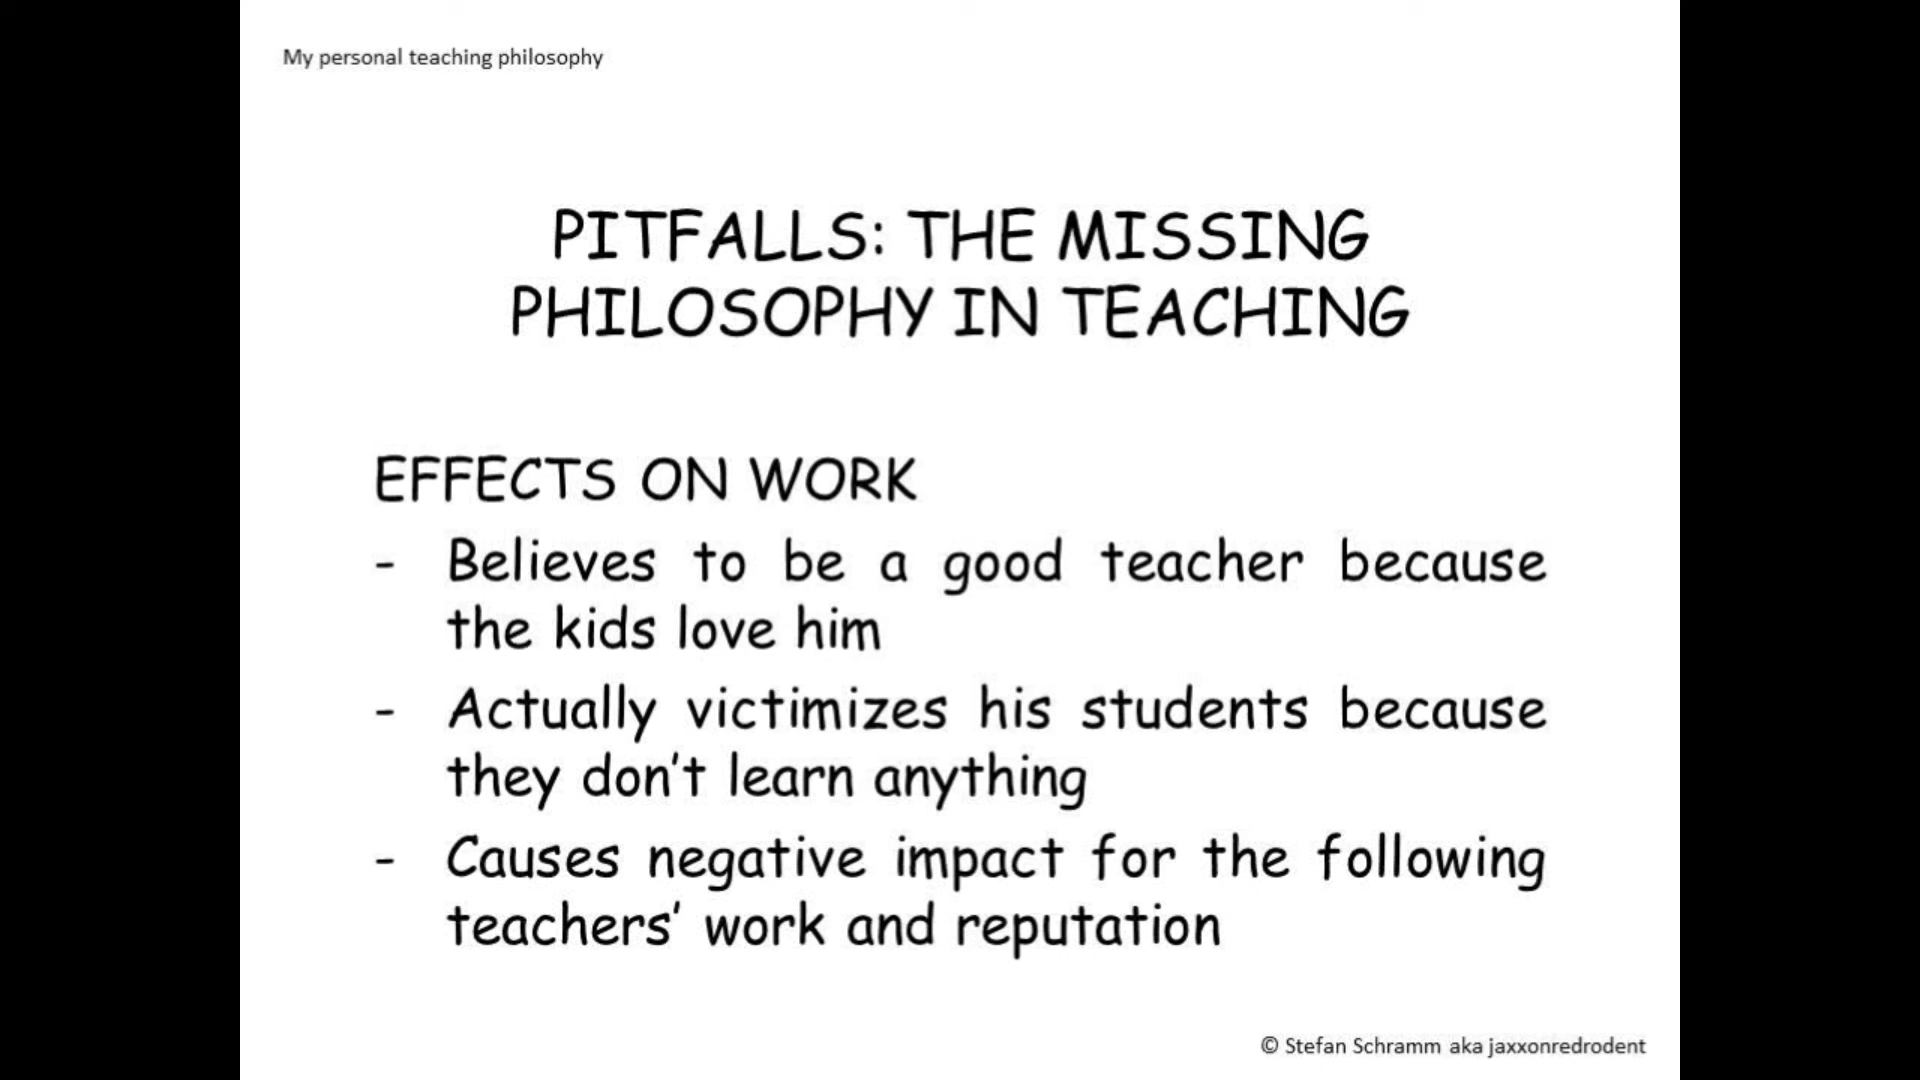 My personal teaching philosophy
PITFALLS: THE MISSING
PHILOSOPHY IN TEACHING
EFFECTS ON WORK
- Believes to be a good teacher because
the kids love him
- Actually victimizes his students because
they don’t learn anything
- Causes negative impact for the following
teachers’ work and reputation
© Stefan Schramm aka jaxxonredrodent